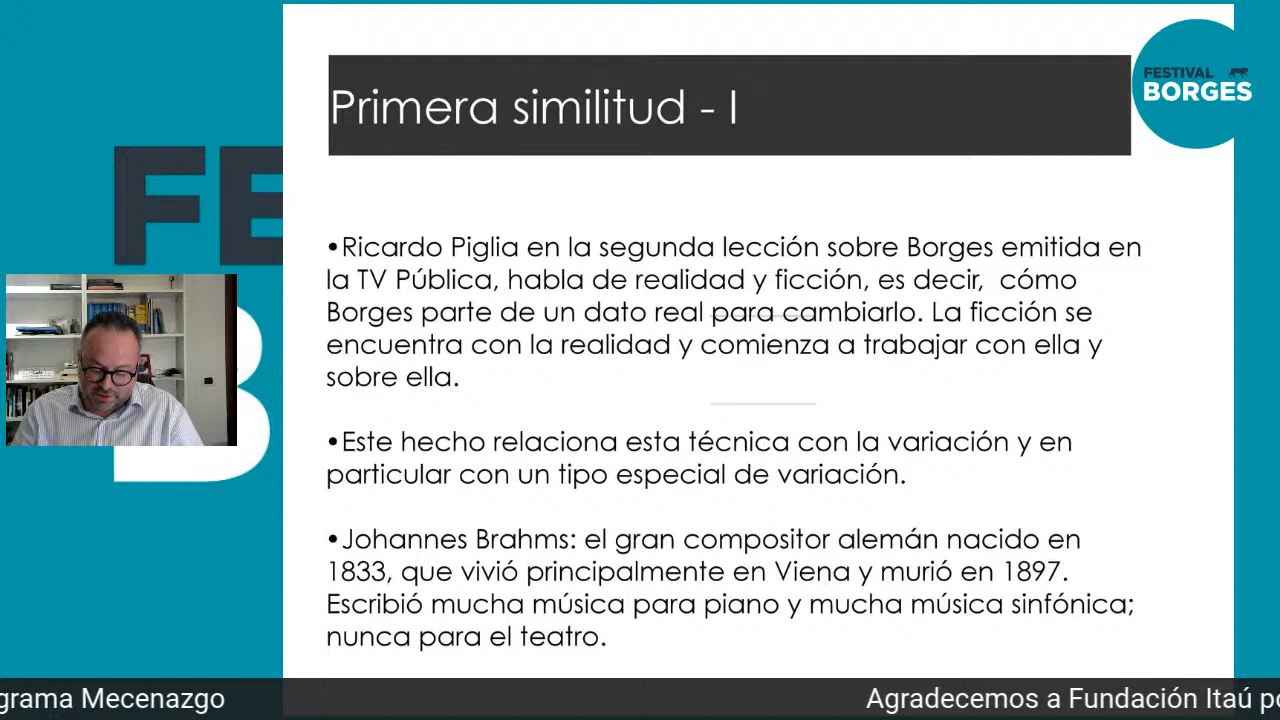 Primera similitud - I
FESTIVAL
BORGES
FE
B
•Ricardo Piglia en la segunda lección sobre Borges emitida en
la TV Pública, habla de realidad y ficción, es decir,  cómo
Borges parte de un dato real para cambiarlo. La ficción se
encuentra con la realidad y comienza a trabajar con ella y
sobre ella.
•Este hecho relaciona esta técnica con la variación y en
particular con un tipo especial de variación.
•Johannes Brahms: el gran compositor alemán nacido en
1833, que vivió principalmente en Viena y murió en 1897.
Escribió mucha música para piano y mucha música sinfónica;
nunca para el teatro.
grama Mecenazgo
Agradecemos a Fundación Itaú po